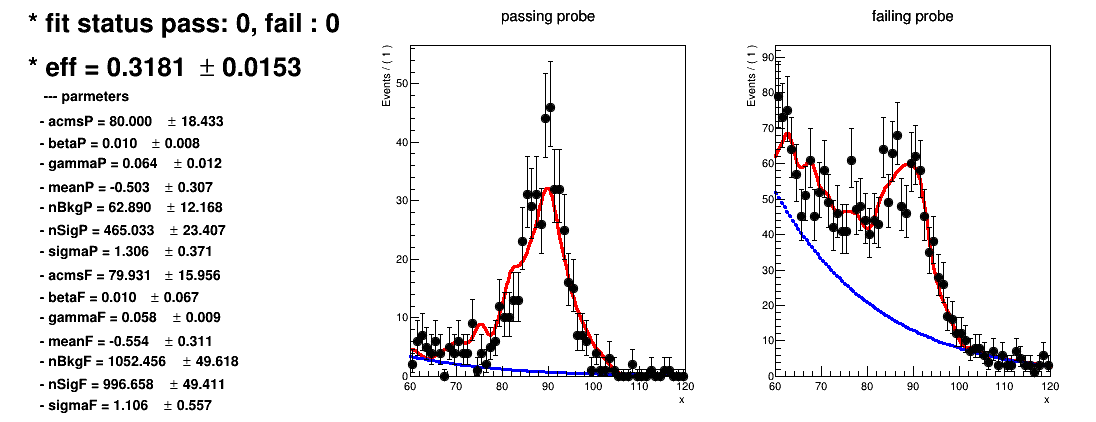 * fit status pass: 0, fail : 0
* eff = 0.3181 ± 0.0153
--- parmeters
- acmsP = 80.000 ± 18.433
- betaP = 0.010 ± 0.008
- gammaP = 0.064 ± 0.012
- meanP = -0.503 ± 0.307
- nBkgP = 62.890 ± 12.168
- nSigP = 465.033 ± 23.407
- sigmaP = 1.306 ± 0.371
- acmsF = 79.931 ± 15.956
- betaF = 0.010 ± 0.067
- gammaF = 0.058 ± 0.009
- meanF = -0.554 ± 0.311
- nBkgF = 1052.456 ± 49.618
- nSigF = 996.658 ± 49.411
- sigmaF = 1.106 ± 0.557
passing probe
Events / ( 1 )
50
40
30
20
10
0
60 70 80 90 100 110 120
x
failing probe
Events / ( 1 )
90
80
70
60
50
40
30
20
10
0
60 70 80 90 100 110 120
x